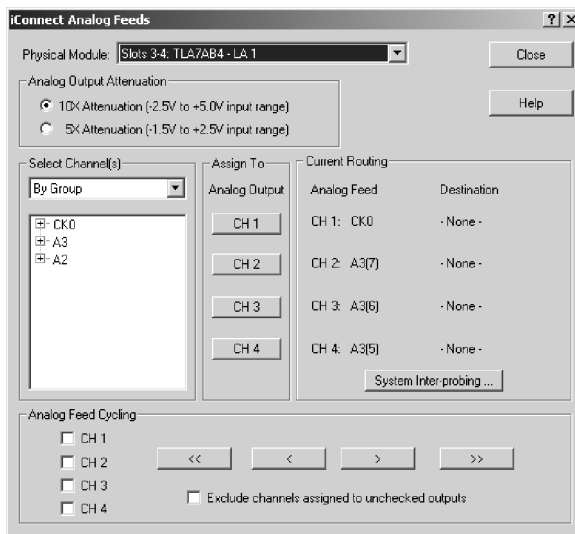 iConnect Analog Feeds
Physical Module: Slots 3-4: TLA7AB4 - LA 1
Close
Analog Output Attenuation
10X Attenuation (-2.5V to +5.0V input range)
5X Attenuation (-1.5V to +2.5V input range)
Help
Select Channel(s)
By Group
CK0
A3
A2
Assign To
Analog Output
CH 1
CH 2
CH 3
CH 4
Current Routing
Analog Feed Destination
CH 1: CK0 - None -
CH 2: A3(7) - None -
CH 3: A3(6) - None -
CH 4: A3(5) - None -
System Inter-probing ...
Analog Feed Cycling
CH 1
CH 2
CH 3
CH 4
<< < > >>
Exclude channels assigned to unchecked outputs